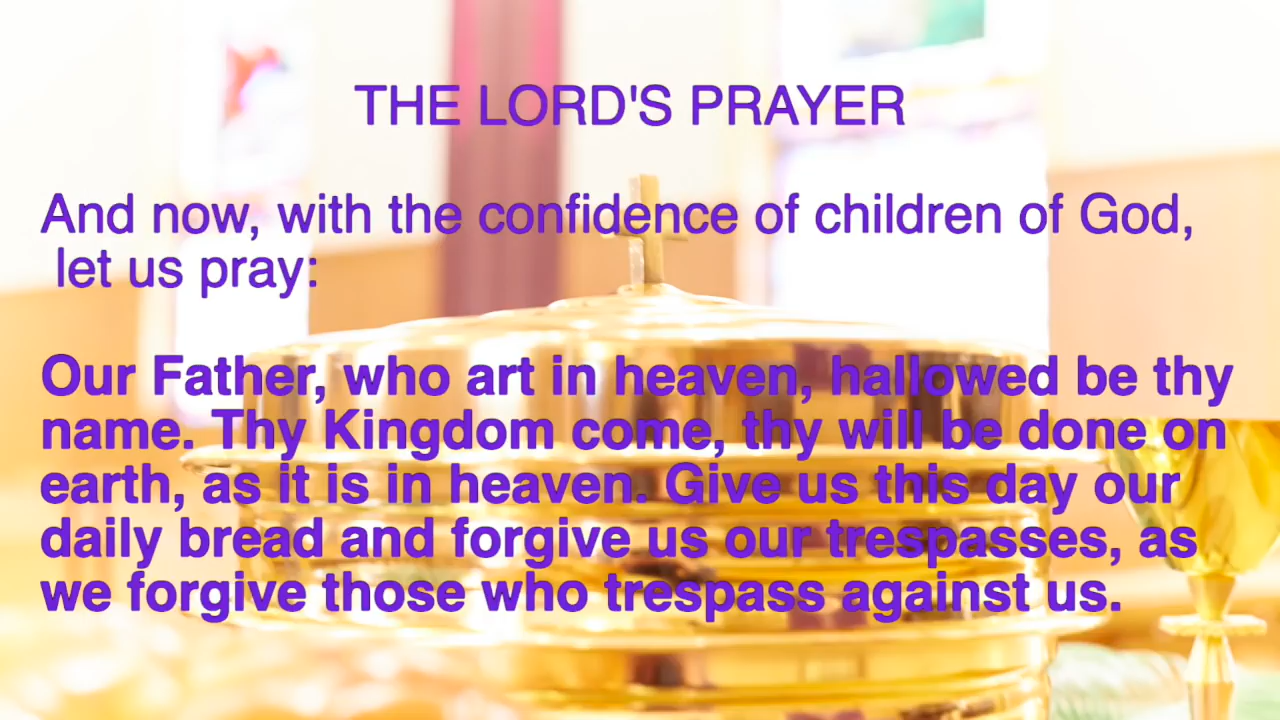 THE LORD'S PRAYER
And now, with the confidence of children of God,
let us pray:
Our Father, who art in heaven, hallowed be thy
name. Thy Kingdom come, thy will be done on
earth, as it is in heaven. Give us this day our
daily bread and forgive us our trespasses, as
we forgive those who trespass against us.